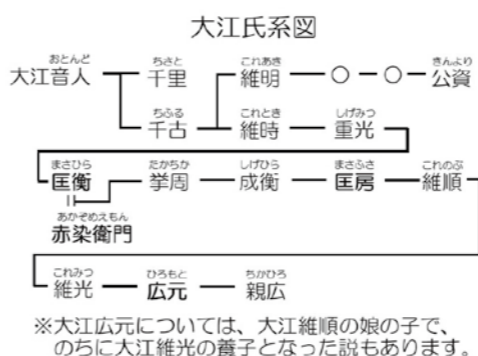 大江氏系図
おとんど ちさと これあき きんより
大江音人 千里 維明 ○ ○ 公資
ちふる これとき しげみつ
千古 維時 重光
まさひら たかちか しげひら まさふさ これのぶ
匡衡 挙周 成衡 匡房 維順
あかぞめえもん
赤染衛門
これみつ ひろもと ちかひろ
維光 広元 親広
※大江広元については、大江維順の娘の子で、
のちに大江維光の養子となった説もあります。